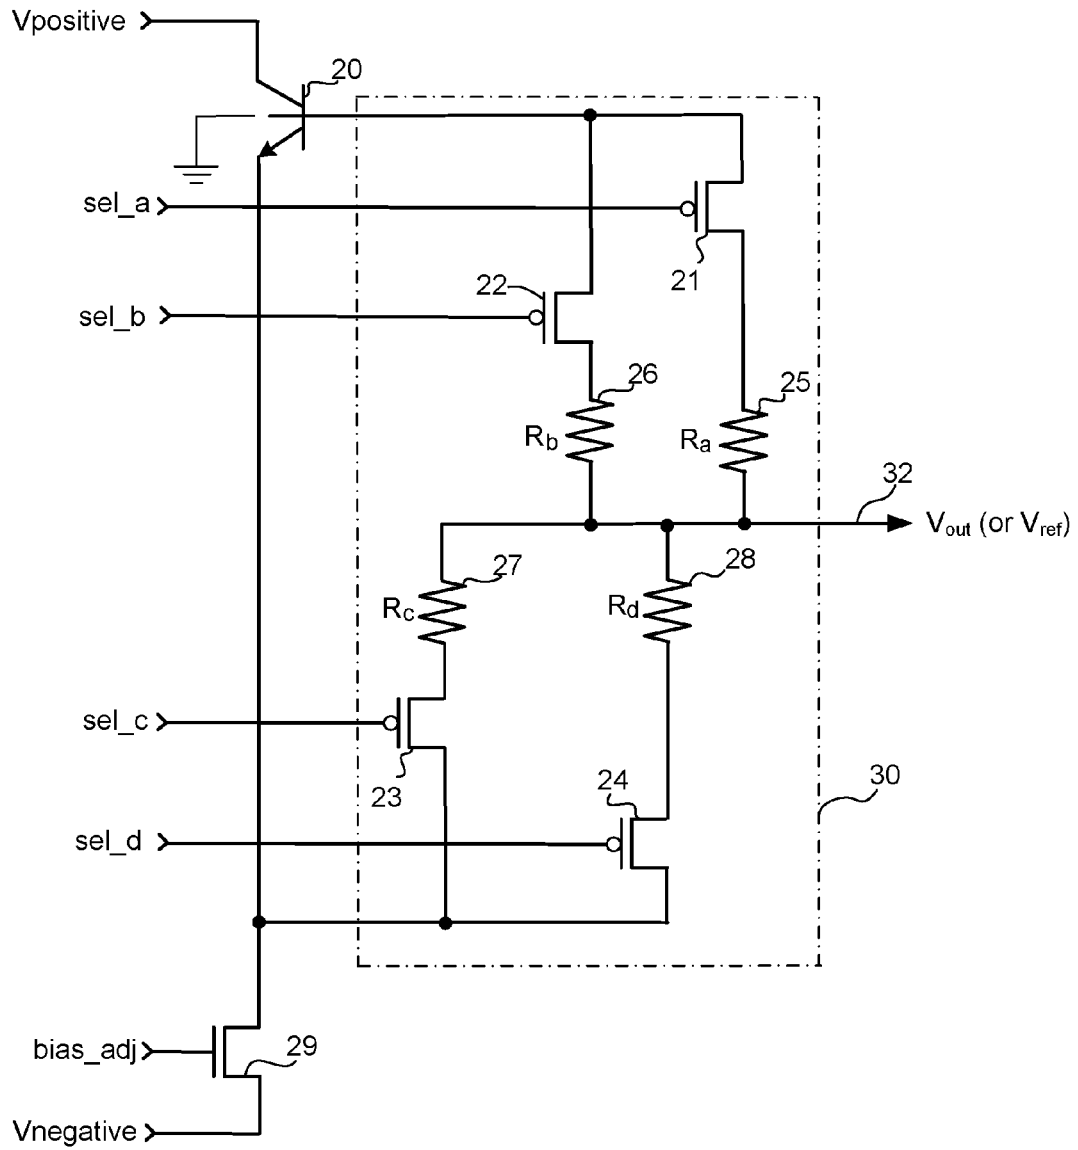 Vpositive
20
sel_a
21
22
sel_b
26
25
Rb
Ra
32
Vout (or Vref)
27
28
Rc
Rd
sel_c
23
24
30
sel_d
bias_adj
29
Vnegative